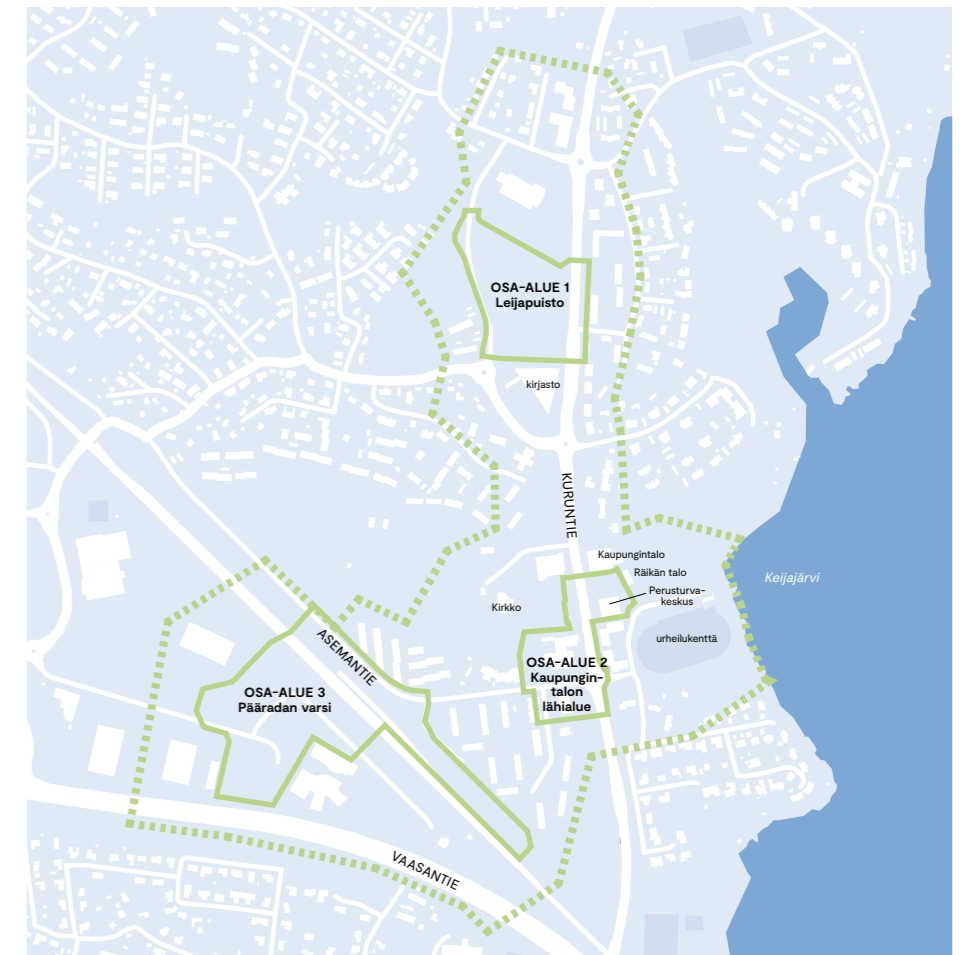 OSA-ALUE 1
Leijapuisto
kirjasto
KURUNTIE
Kaupungintalo
Räikän talo
Perusturva-
keskus
Keijajärvi
Kirkko
urheilukenttä
ASEMANTIE
OSA-ALUE 2
Kaupungin-
talon
lähialue
OSA-ALUE 3
Pääradan varsi
VAASANTIE